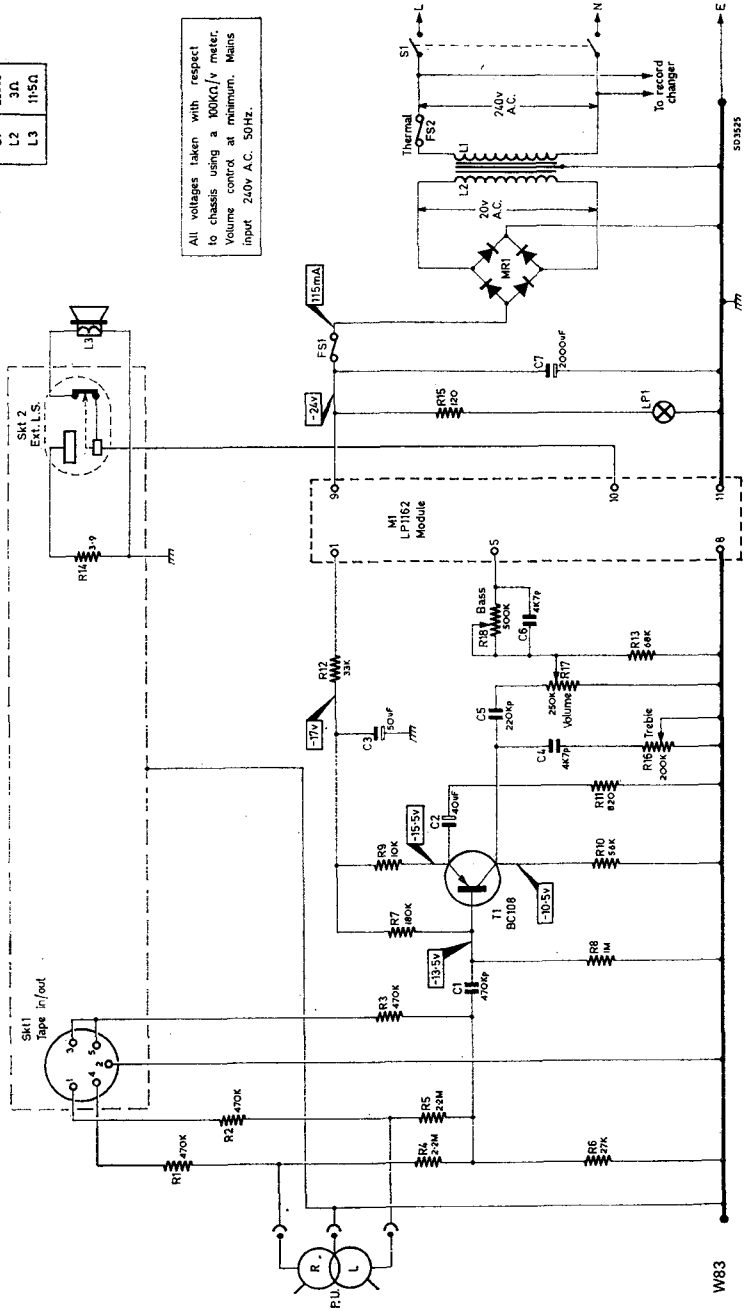 L2 3Ω
L3 11·5Ω
All voltages taken with respect
to chassis using a 100KΩ/v meter.
Volume control at minimum. Mains
input 240v A.C. 50Hz.
Skt1
Tape in/out
1
4
2
5
3
Skt 2
Ext. L.S.
L3
R14
3·9
R1
470K
R2
470K
R3
470K
R4
2·2M
R5
2·2M
R6
27K
P.U.
R
L
C1
470Kp
R7
180K
R8
1M
-13·5v
R9
10K
-15·5v
T1
BC108
-10·5v
R10
56K
C2
40uF
R11
820
C3
50uF
-17v
R12
33K
C4
4K7p
R16
Treble
200K
C5
220Kp
250K
R17
Volume
R13
68K
R18
Bass
500K
C6
4K7p
M1
LP1162
Module
1
5
8
9
10
11
-24v
FS1
115mA
R15
120
LP1
C7
2000uF
MR1
20v
A.C.
L2
L1
Thermal
FS2
240v
A.C.
S1
To record
changer
L
N
E
SD3525
W83